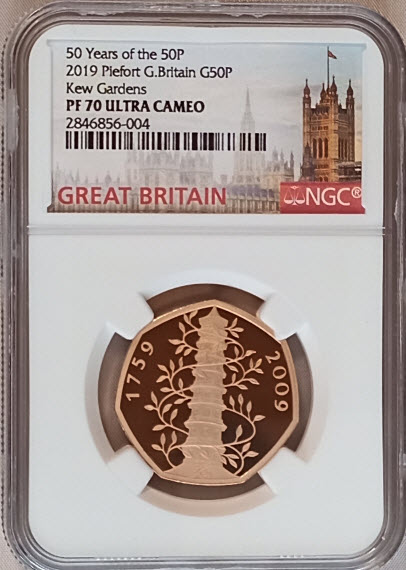 50 Years of the 50P
2019 Piefort G.Britain G50P
Kew Gardens
PF 70 ULTRA CAMEO
2846856-004
GREAT BRITAIN
NGC®
1759
2009